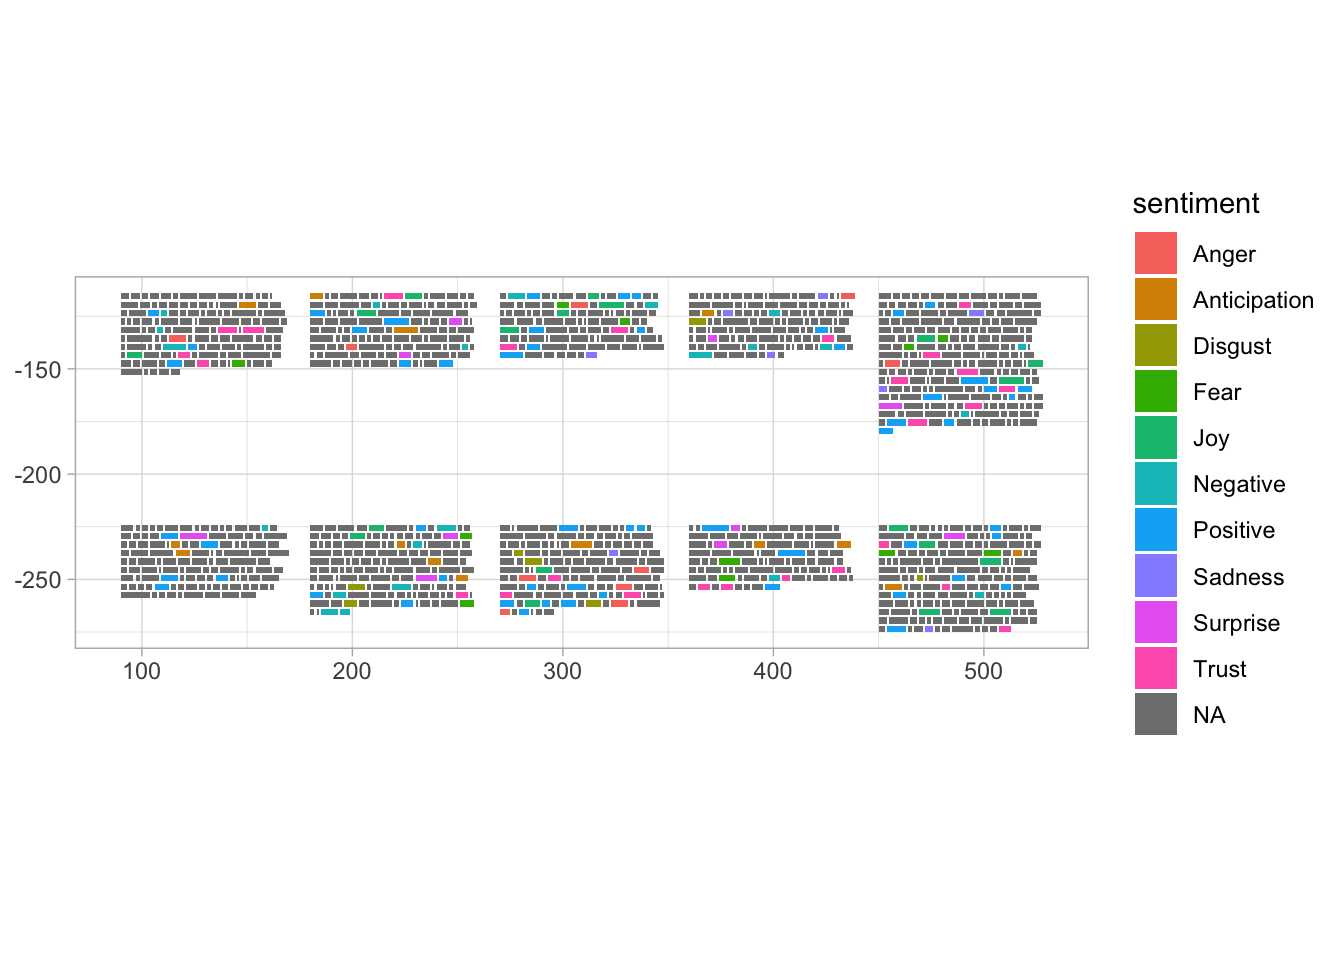 sentiment
Anger
Anticipation
Disgust
Fear
Joy
Negative
Positive
Sadness
Surprise
Trust
NA
-150
-200
-250
100 200 300 400 500